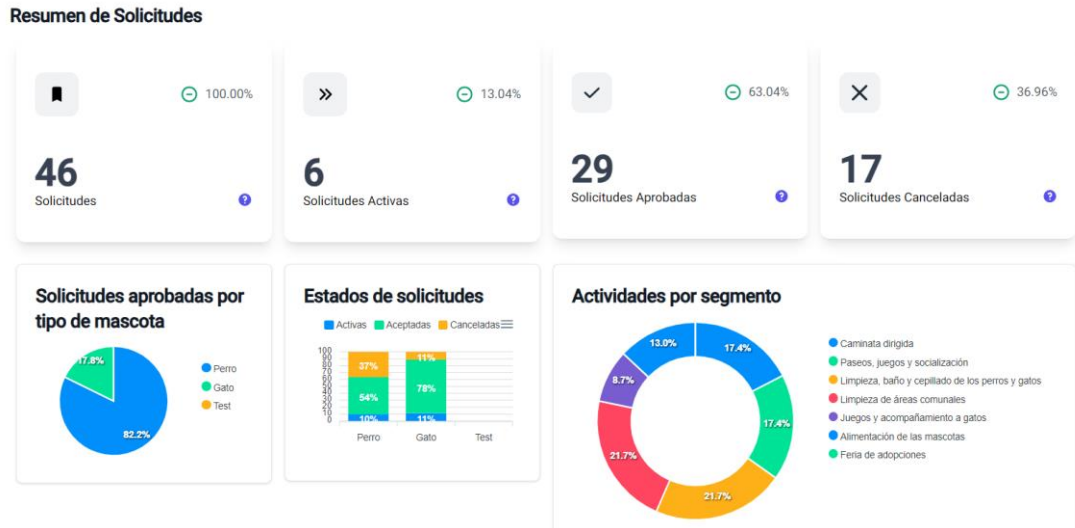 Resumen de Solicitudes
100.00%
46
Solicitudes
?
13.04%
6
Solicitudes Activas
?
63.04%
29
Solicitudes Aprobadas
?
36.96%
17
Solicitudes Canceladas
?
Solicitudes aprobadas por
tipo de mascota
17.8%
82.2%
Perro
Gato
Test
Estados de solicitudes
Activas Aceptadas Canceladas
100
90
80
70
60
50
40
30
20
10
0
37%
54%
10%
11%
78%
11%
Perro Gato Test
Actividades por segmento
13.0%
17.4%
8.7%
17.4%
21.7%
21.7%
Caminata dirigida
Paseos, juegos y socialización
Limpieza, baño y cepillado de los perros y gatos
Limpieza de áreas comunales
Juegos y acompañamiento a gatos
Alimentación de las mascotas
Feria de adopciones